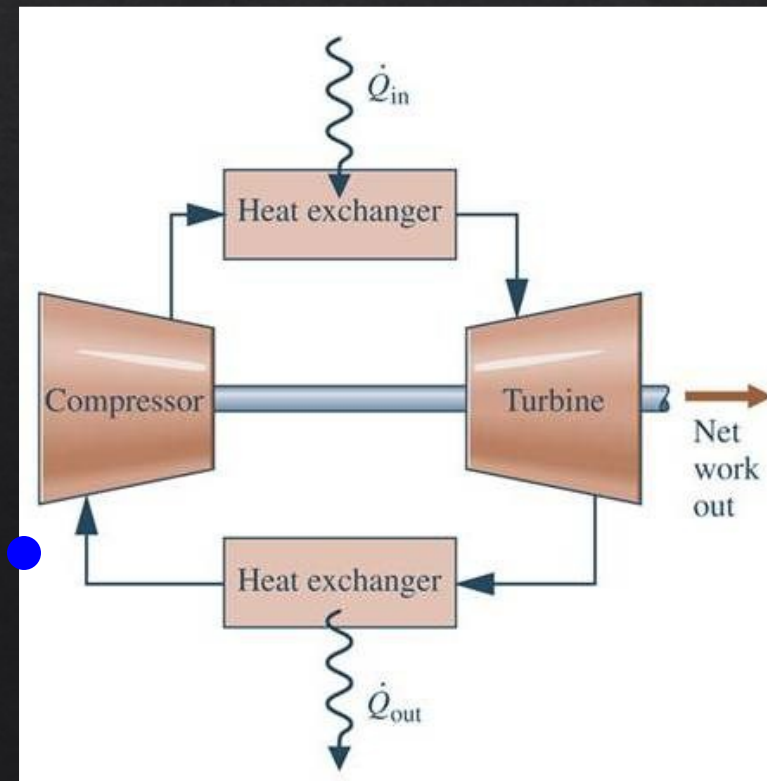 Q̇in
Heat exchanger
Compressor
Turbine
Net
work
out
Heat exchanger
Q̇out